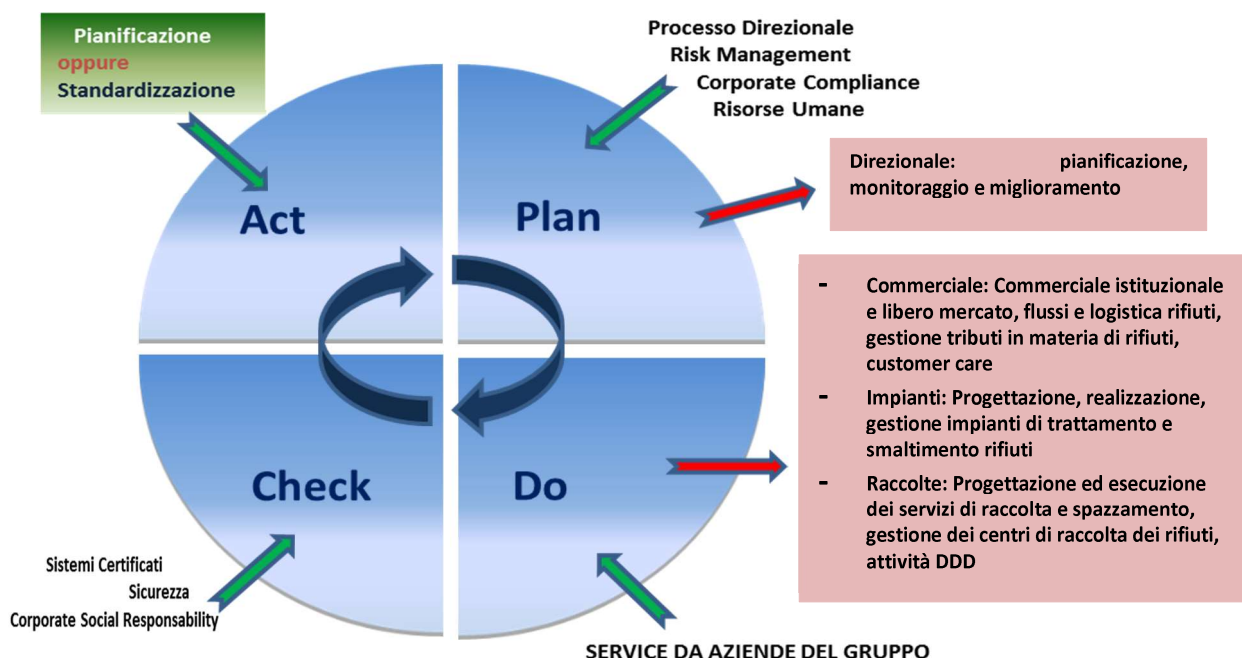 Pianificazione
oppure
Standardizzazione
Processo Direzionale
Risk Management
Corporate Compliance
Risorse Umane
Direzionale: pianificazione,
monitoraggio e miglioramento
Act
Plan
- Commerciale: Commerciale istituzionale
e libero mercato, flussi e logistica rifiuti,
gestione tributi in materia di rifiuti,
customer care
- Impianti: Progettazione, realizzazione,
gestione impianti di trattamento e
smaltimento rifiuti
- Raccolte: Progettazione ed esecuzione
dei servizi di raccolta e spazzamento,
gestione dei centri di raccolta dei rifiuti,
attività DDD
Check
Do
Sistemi Certificati
Sicurezza
Corporate Social Responsability
SERVICE DA AZIENDE DEL GRUPPO